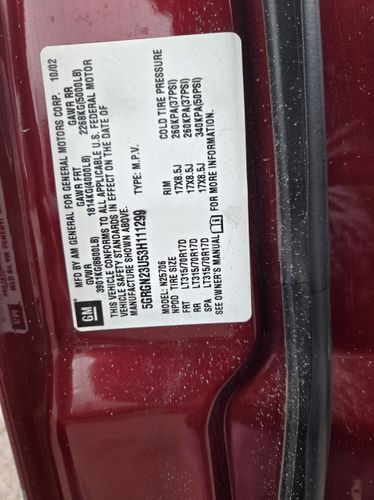 GM
MFD BY AM GENERAL FOR GENERAL MOTORS CORP. 10/02
GVWR GAWR FRT GAWR RR
3901KG(8600LB) 1814KG(4000LB) 2268KG(5000LB)
THIS VEHICLE CONFORMS TO ALL APPLICABLE U.S. FEDERAL MOTOR
VEHICLE SAFETY STANDARDS IN EFFECT ON THE DATE OF
MANUFACTURE SHOWN ABOVE.
5GRGN23U53H111299 TYPE: M.P.V.
MODEL: N25706
NPDD TIRE SIZE RIM COLD TIRE PRESSURE
FRT LT315/70R17D 17X8.5J 260KPA(37PSI)
RR LT315/70R17D 17X8.5J 260KPA(37PSI)
SPA LT315/70R17D 17X8.5J 340KPA(50PSI)
SEE OWNER'S MANUAL FOR MORE INFORMATION.